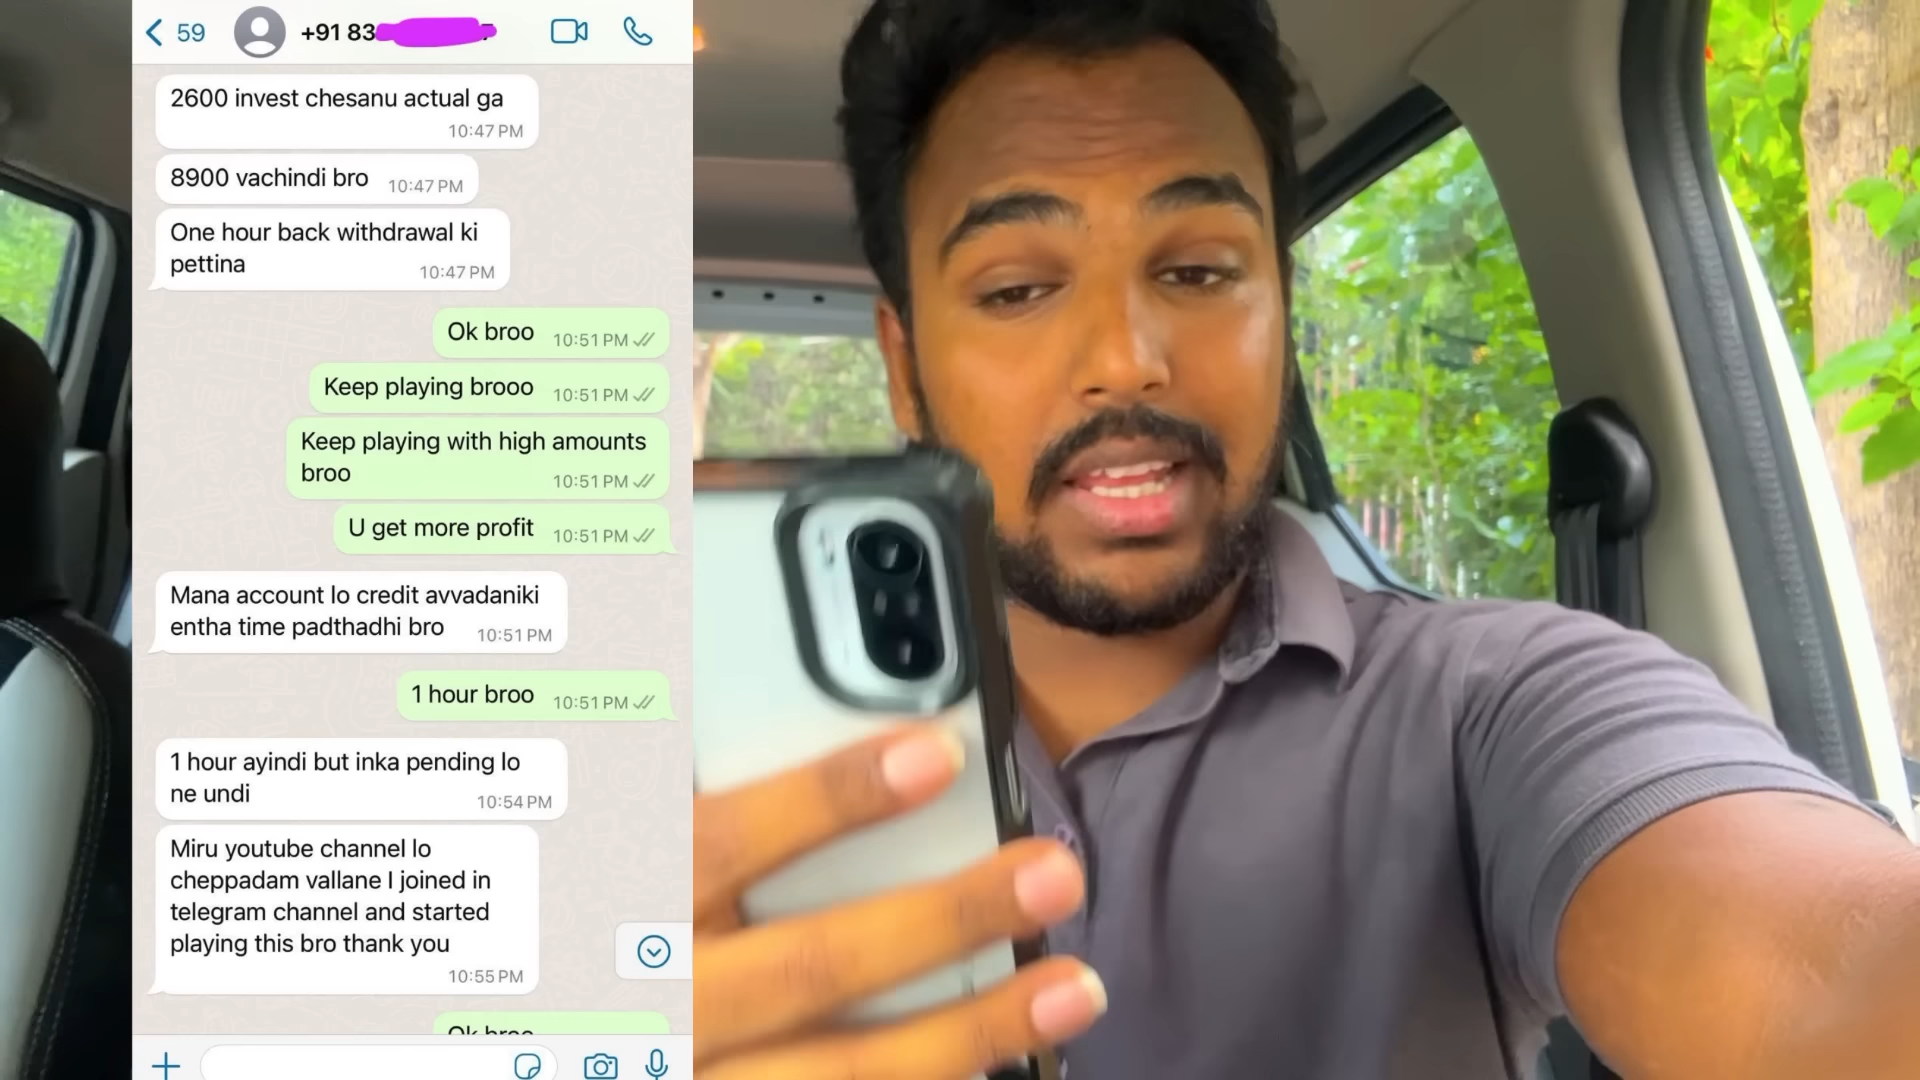 59
+91 83
2600 invest chesanu actual ga
10:47 PM
8900 vachindi bro 10:47 PM
One hour back withdrawal ki
pettina 10:47 PM
Ok broo 10:51 PM
Keep playing brooo 10:51 PM
Keep playing with high amounts
broo 10:51 PM
U get more profit 10:51 PM
Mana account lo credit avvadaniki
entha time padthadhi bro 10:51 PM
1 hour broo 10:51 PM
1 hour ayindi but inka pending lo
ne undi 10:54 PM
Miru youtube channel lo
cheppadam vallane I joined in
telegram channel and started
playing this bro thank you
10:55 PM
Ok broo